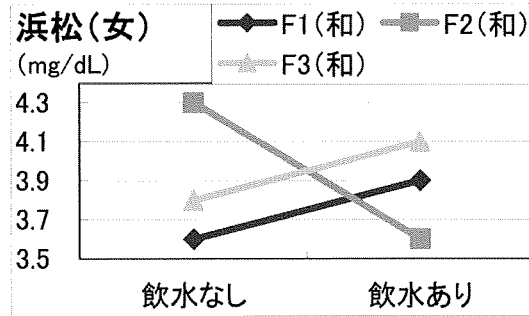 浜松(女)
(mg/dL)
F1(和)
F2(和)
F3(和)
4.3
4.1
3.9
3.7
3.5
飲水なし
飲水あり